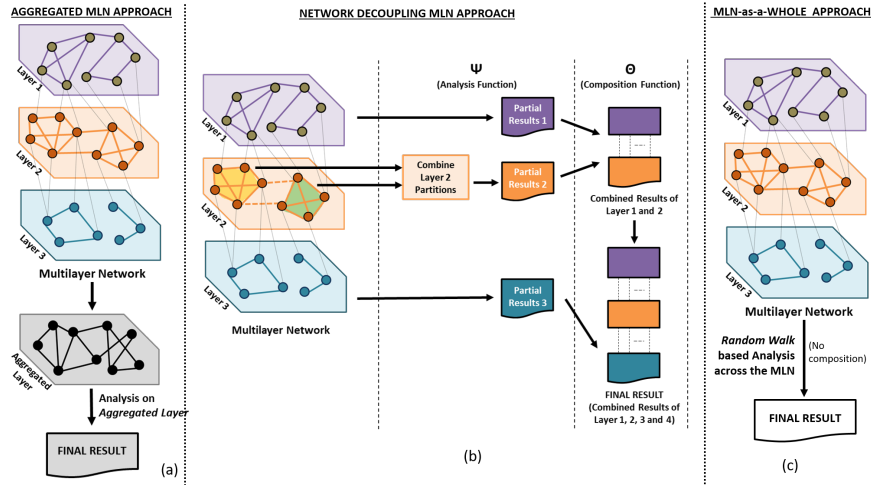 AGGREGATED MLN APPROACH
Layer 1
Layer 2
Layer 3
Multilayer Network
Aggregated
Layer
Analysis on
Aggregated Layer
FINAL RESULT
(a)
NETWORK DECOUPLING MLN APPROACH
Ψ
(Analysis Function)
Θ
(Composition Function)
Layer 1
Layer 2
Layer 3
Multilayer Network
Combine
Layer 2
Partitions
Partial
Results 1
Partial
Results 2
Partial
Results 3
Combined Results of
Layer 1 and 2
FINAL RESULT
(Combined Results of
Layer 1, 2, 3 and 4)
(b)
MLN-as-a-WHOLE APPROACH
Layer 1
Layer 2
Layer 3
Multilayer Network
Random Walk
based Analysis
across the MLN
(No
composition)
FINAL RESULT
(c)